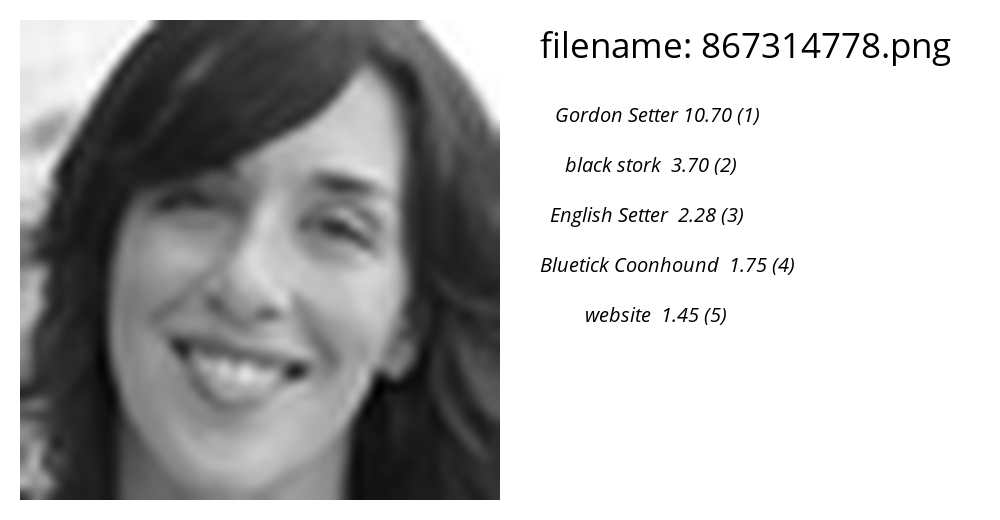 filename: 867314778.png
Gordon Setter 10.70 (1)
black stork 3.70 (2)
English Setter 2.28 (3)
Bluetick Coonhound 1.75 (4)
website 1.45 (5)